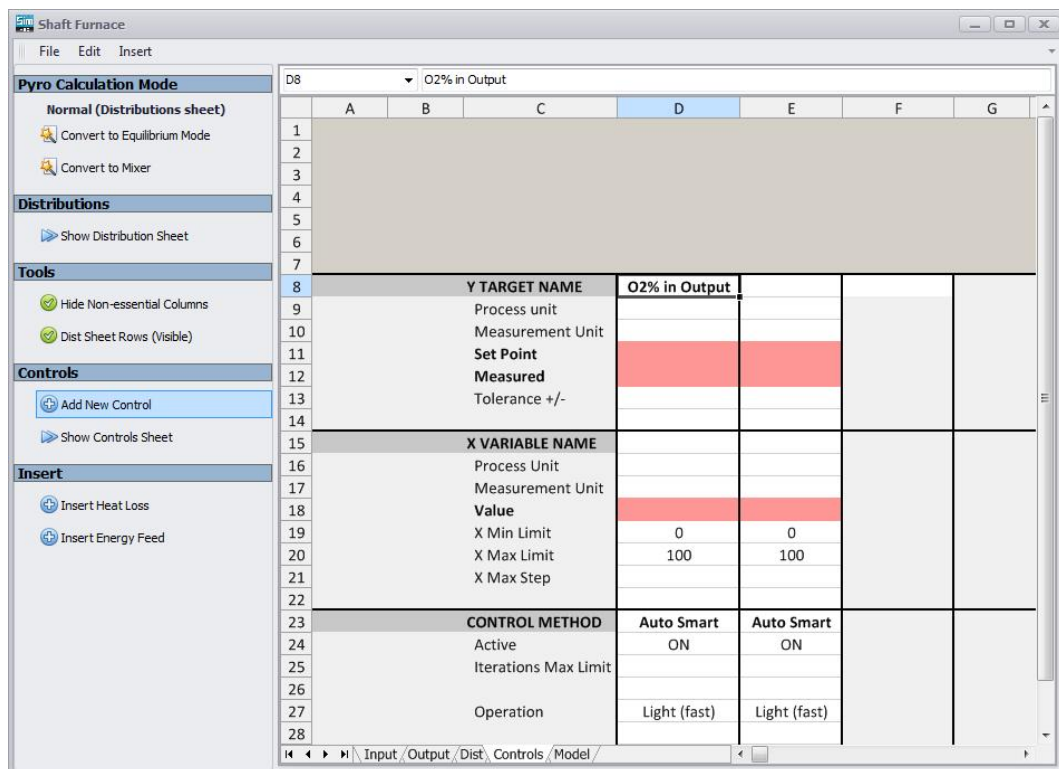 Sim
Shaft Furnace
File Edit Insert
Pyro Calculation Mode
Normal (Distributions sheet)
Convert to Equilibrium Mode
Convert to Mixer
Distributions
Show Distribution Sheet
Tools
Hide Non-essential Columns
Dist Sheet Rows (Visible)
Controls
Add New Control
Show Controls Sheet
Insert
Insert Heat Loss
Insert Energy Feed
D8 O2% in Output
A B C D E F G
1
2
3
4
5
6
7
8 Y TARGET NAME O2% in Output
9 Process unit
10 Measurement Unit
11 Set Point
12 Measured
13 Tolerance +/-
14
15 X VARIABLE NAME
16 Process Unit
17 Measurement Unit
18 Value
19 X Min Limit 0 0
20 X Max Limit 100 100
21 X Max Step
22
23 CONTROL METHOD Auto Smart Auto Smart
24 Active ON ON
25 Iterations Max Limit
26
27 Operation Light (fast) Light (fast)
28
Input Output Dist Controls Model